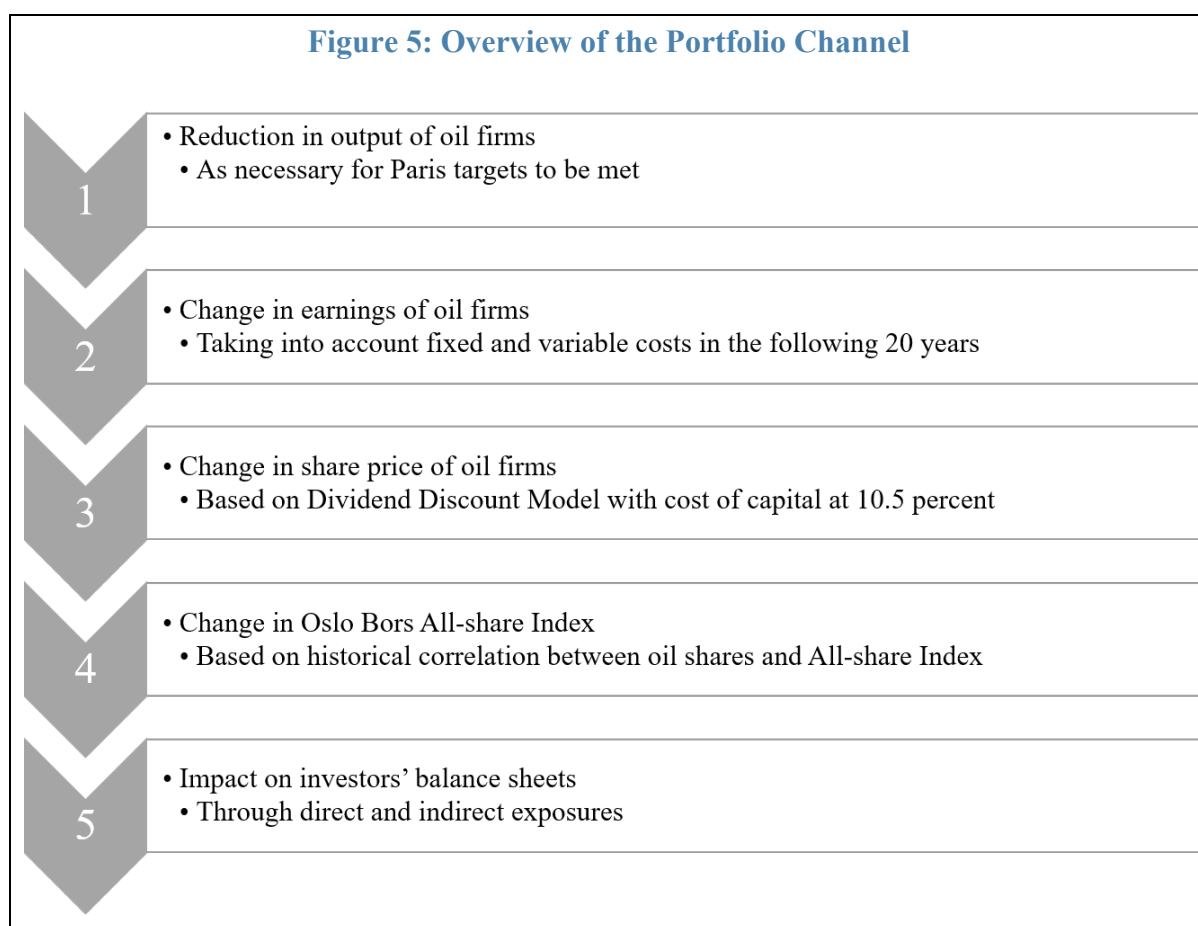 Figure 5: Overview of the Portfolio Channel
1
• Reduction in output of oil firms
• As necessary for Paris targets to be met
2
• Change in earnings of oil firms
• Taking into account fixed and variable costs in the following 20 years
3
• Change in share price of oil firms
• Based on Dividend Discount Model with cost of capital at 10.5 percent
4
• Change in Oslo Bors All-share Index
• Based on historical correlation between oil shares and All-share Index
5
• Impact on investors’ balance sheets
• Through direct and indirect exposures